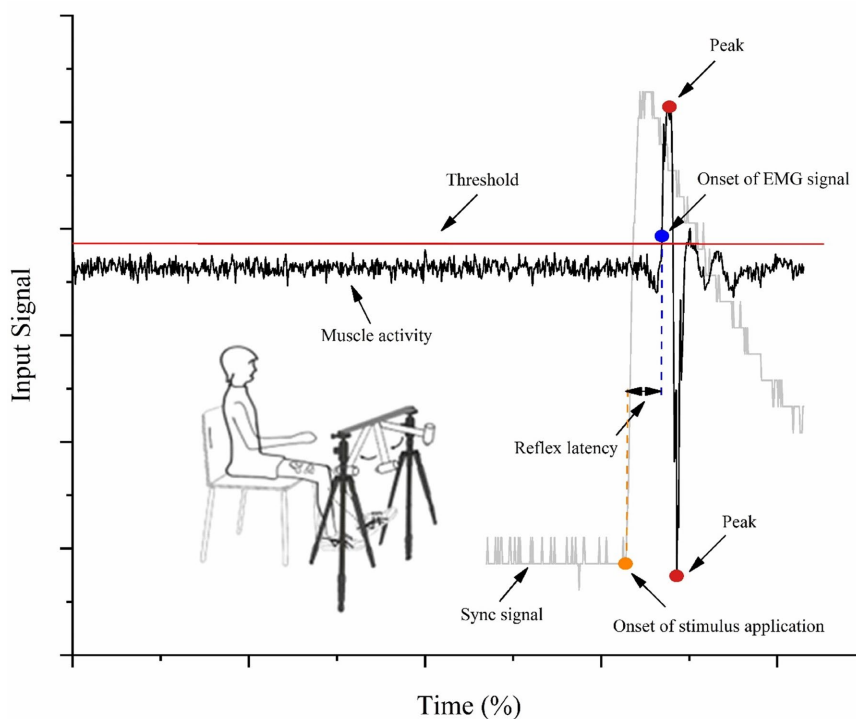 Peak
Threshold
Onset of EMG signal
Muscle activity
Input Signal
Reflex latency
Peak
Sync signal
Onset of stimulus application
Time (%)